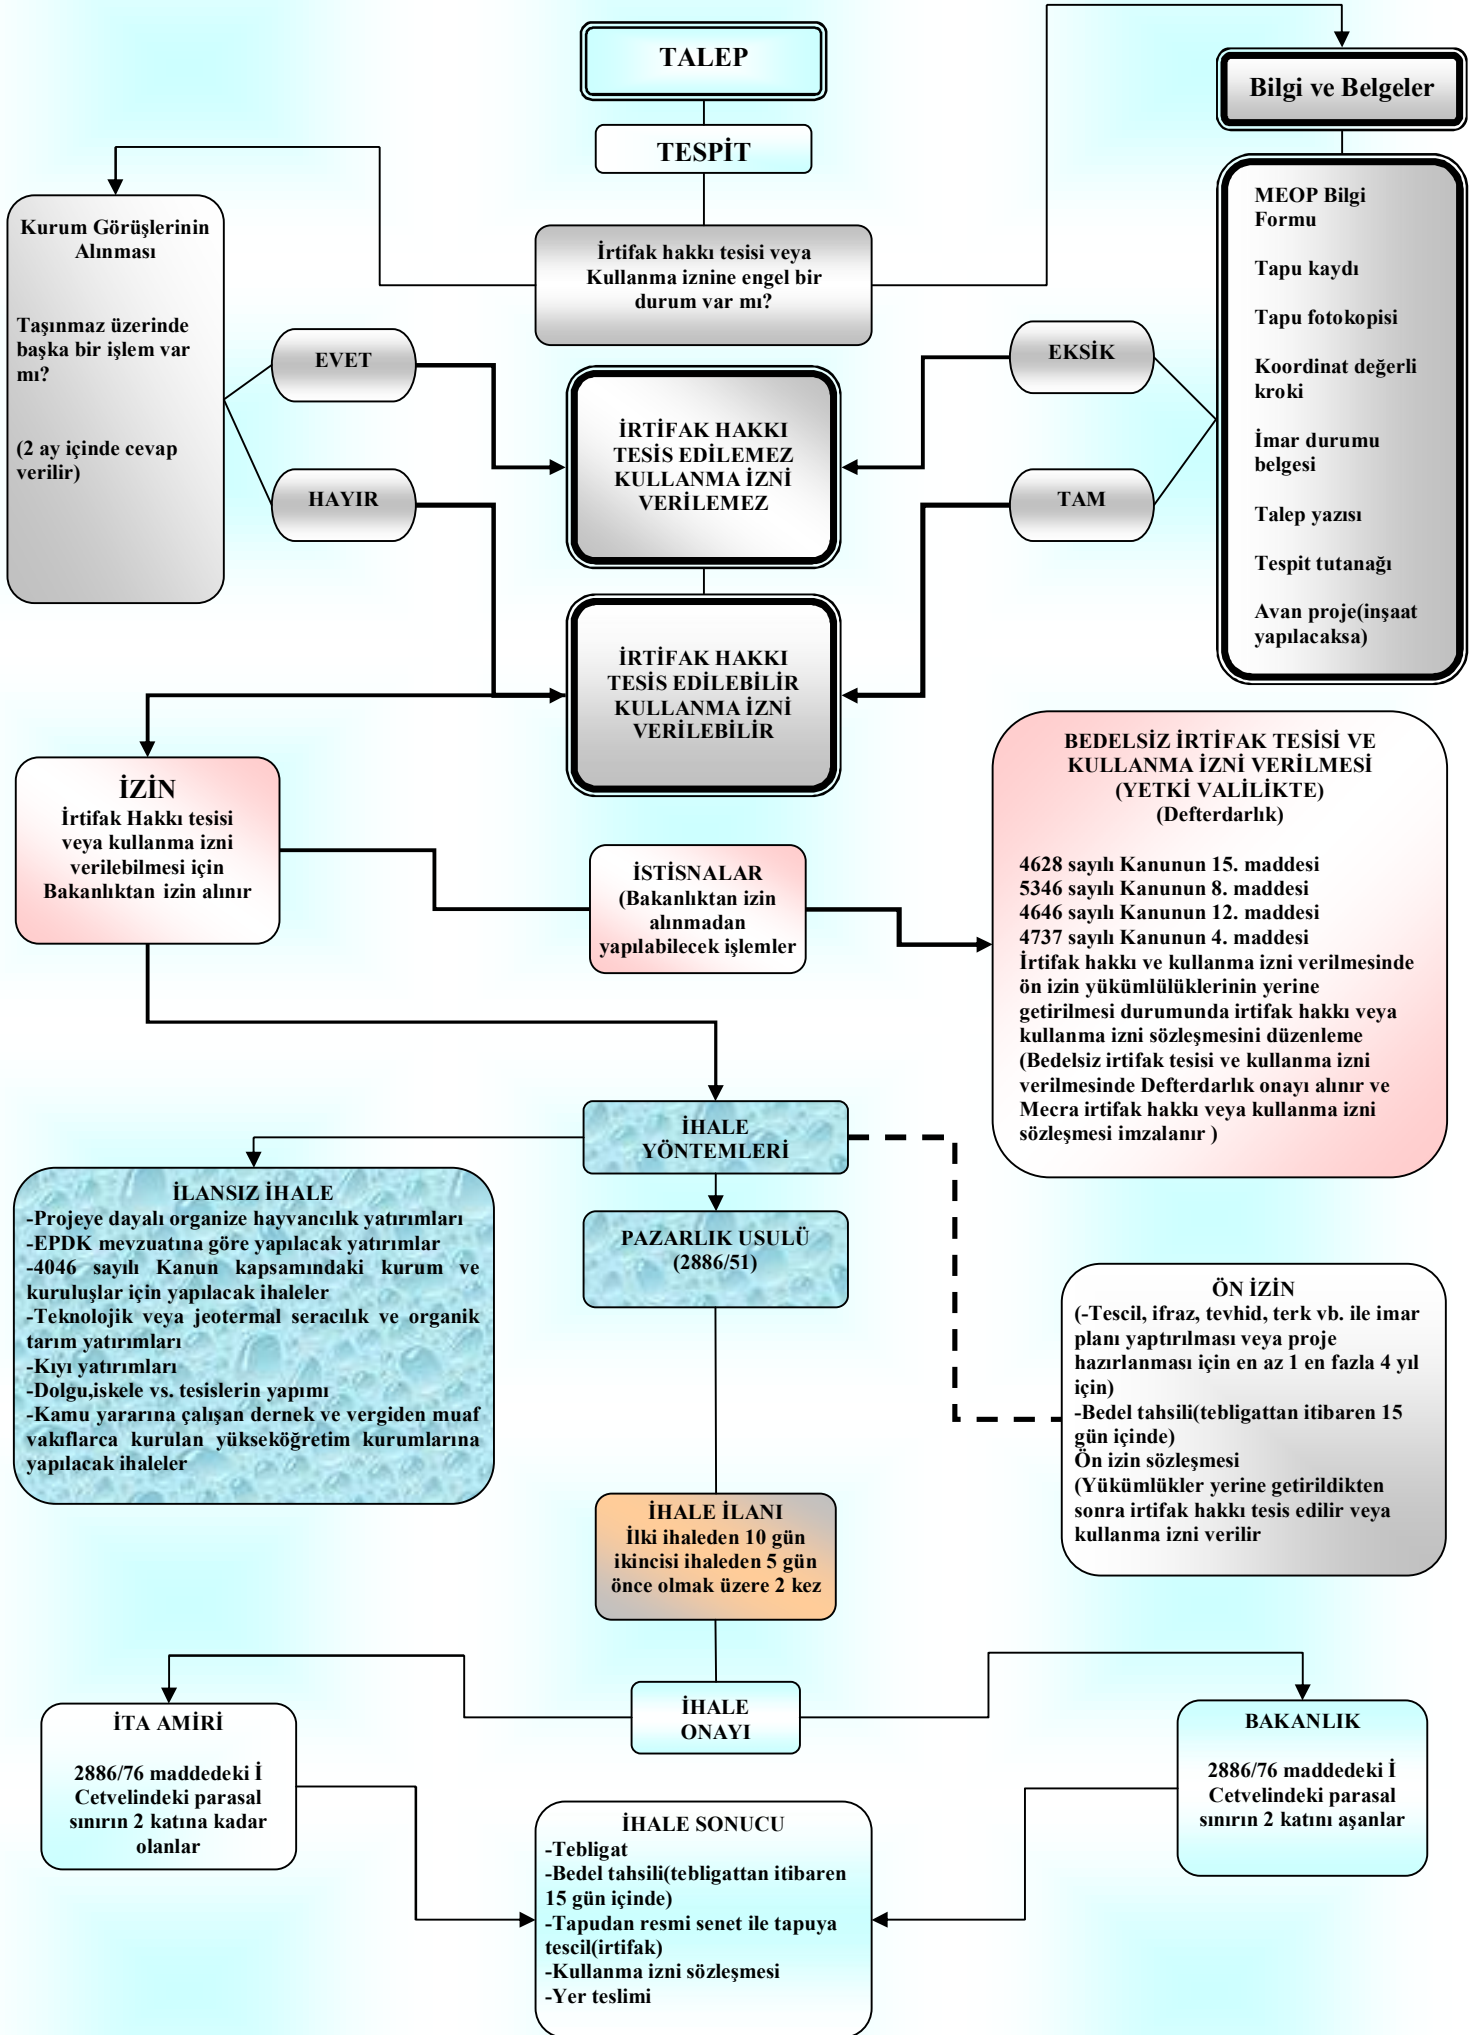 TALEP
Bilgi ve Belgeler
TESPİT
MEOP Bilgi
Formu
Tapu kaydı
Tapu fotokopisi
Koordinat değerli
kroki
İmar durumu
belgesi
Talep yazısı
Tespit tutanağı
Avan proje(inşaat
yapılacaksa)
Kurum Görüşlerinin
Alınması
Taşınmaz üzerinde
başka bir işlem var
mı?
(2 ay içinde cevap
verilir)
İrtifak hakkı tesisi veya
Kullanma iznine engel bir
durum var mı?
EVET
EKSİK
İRTİFAK HAKKI
TESİS EDİLEMEZ
KULLANMA İZNİ
VERİLEMEZ
HAYIR
TAM
İRTİFAK HAKKI
TESİS EDİLEBİLİR
KULLANMA İZNİ
VERİLEBİLİR
İZİN
İrtifak Hakkı tesisi
veya kullanma izni
verilebilmesi için
Bakanlıktan izin alınır
İSTİSNALAR
(Bakanlıktan izin
alınmadan
yapılabilecek işlemler
BEDELSİZ İRTİFAK TESİSİ VE
KULLANMA İZNİ VERİLMESİ
(YETKİ VALİLİKTE)
(Defterdarlık)
4628 sayılı Kanunun 15. maddesi
5346 sayılı Kanunun 8. maddesi
4646 sayılı Kanunun 12. maddesi
4737 sayılı Kanunun 4. maddesi
İrtifak hakkı ve kullanma izni verilmesinde
ön izin yükümlülüklerinin yerine
getirilmesi durumunda irtifak hakkı veya
kullanma izni sözleşmesini düzenleme
(Bedelsiz irtifak tesisi ve kullanma izni
verilmesinde Defterdarlık onayı alınır ve
Mecra irtifak hakkı veya kullanma izni
sözleşmesi imzalanır )
İHALE
YÖNTEMLERİ
İLANSIZ İHALE
-Projeye dayalı organize hayvancılık yatırımları
-EPDK mevzuatına göre yapılacak yatırımlar
-4046 sayılı Kanun kapsamındaki kurum ve
kuruluşlar için yapılacak ihaleler
-Teknolojik veya jeotermal seracılık ve organik
tarım yatırımları
-Kıyı yatırımları
-Dolgu,iskele vs. tesislerin yapımı
-Kamu yararına çalışan dernek ve vergiden muaf
vakıflarca kurulan yükseköğretim kurumlarına
yapılacak ihaleler
PAZARLIK USULÜ
(2886/51)
ÖN İZİN
(-Tescil, ifraz, tevhid, terk vb. ile imar
planı yaptırılması veya proje
hazırlanması için en az 1 en fazla 4 yıl
için)
-Bedel tahsili(tebligattan itibaren 15
gün içinde)
Ön izin sözleşmesi
(Yükümlükler yerine getirildikten
sonra irtifak hakkı tesis edilir veya
kullanma izni verilir
İHALE İLANI
İlki ihaleden 10 gün
ikincisi ihaleden 5 gün
önce olmak üzere 2 kez
İHALE
ONAYI
İTA AMİRİ
2886/76 maddedeki İ
Cetvelindeki parasal
sınırın 2 katına kadar
olanlar
BAKANLIK
2886/76 maddedeki İ
Cetvelindeki parasal
sınırın 2 katını aşanlar
İHALE SONUCU
-Tebligat
-Bedel tahsili(tebligattan itibaren
15 gün içinde)
-Tapudan resmi senet ile tapuya
tescil(irtifak)
-Kullanma izni sözleşmesi
-Yer teslimi